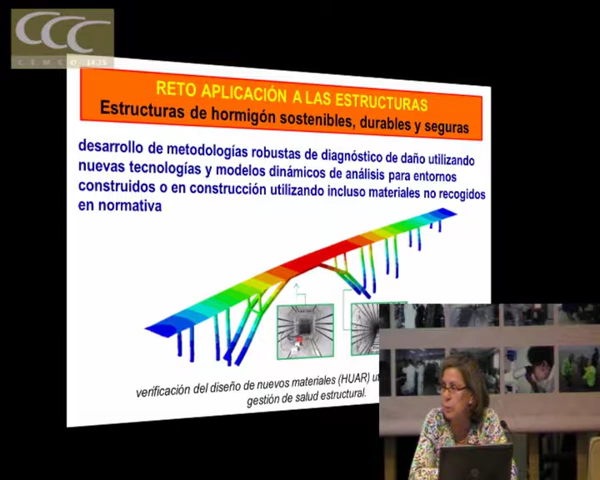 CCC
RETO APLICACIÓN A LAS ESTRUCTURAS
Estructuras de hormigón sostenibles, durables y seguras
desarrollo de metodologías robustas de diagnóstico de daño utilizando
nuevas tecnologías y modelos dinámicos de análisis para entornos
construidos o en construcción utilizando incluso materiales no recogidos
en normativa
verificación del diseño de nuevos materiales (HUAR)
gestión de salud estructural.